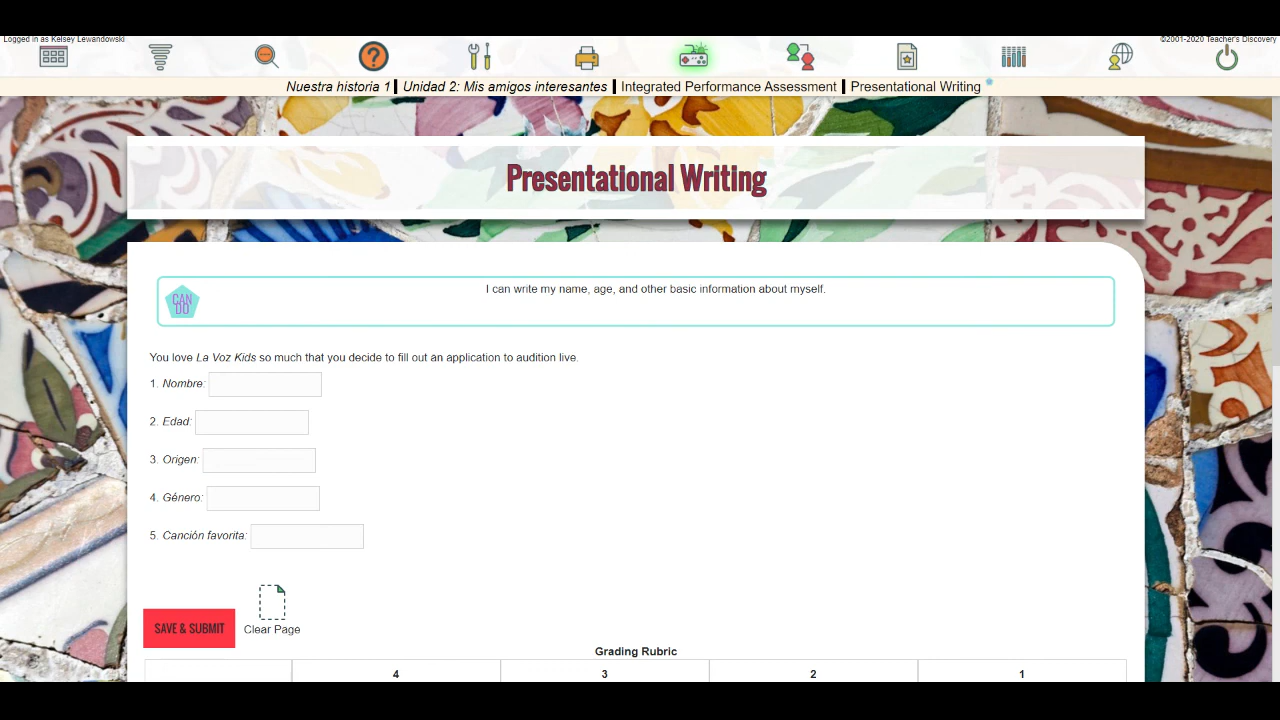 Logged in as Kelsey Lewandowski
©2001-2020 Teacher's Discovery
Nuestra historia 1 | Unidad 2: Mis amigos interesantes | Integrated Performance Assessment | Presentational Writing
Presentational Writing
CAN DO
I can write my name, age, and other basic information about myself.
You love La Voz Kids so much that you decide to fill out an application to audition live.
1. Nombre:
2. Edad:
3. Origen:
4. Género:
5. Canción favorita:
SAVE & SUBMIT
Clear Page
Grading Rubric
4 3 2 1